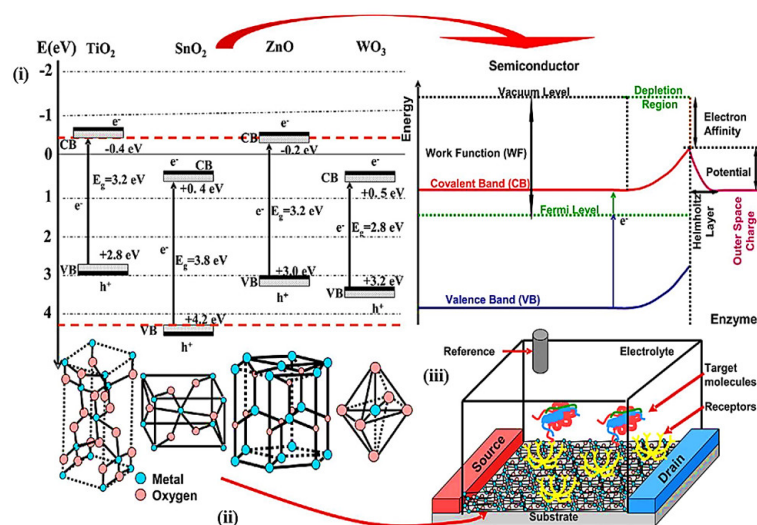 E(eV) TiO₂ SnO₂ ZnO WO₃
(i)
-2
-1
0
1
2
3
4
e⁻
CB
-0.4 eV
E_g=3.2 eV
e⁻
+2.8 eV
VB
h⁺
e⁻
CB
+0.4 eV
e⁻
E_g=3.8 eV
+4.2 eV
VB
h⁺
e⁻
CB
-0.2 eV
e⁻
E_g=3.2 eV
+3.0 eV
VB
h⁺
e⁻
CB
+0.5 eV
e⁻
E_g=2.8 eV
+3.2 eV
VB
h⁺
Semiconductor
Energy
Vacuum Level
Depletion
Region
Electron
Affinity
Work Function (WF)
Potential
Covalent Band (CB)
Fermi Level
e⁻
Helmholtz
Layer
Outer Space
Charge
Valence Band (VB)
Enzyme
Metal
Oxygen
(ii)
(iii)
Reference
Electrolyte
Target
molecules
Receptors
Source
Drain
Substrate